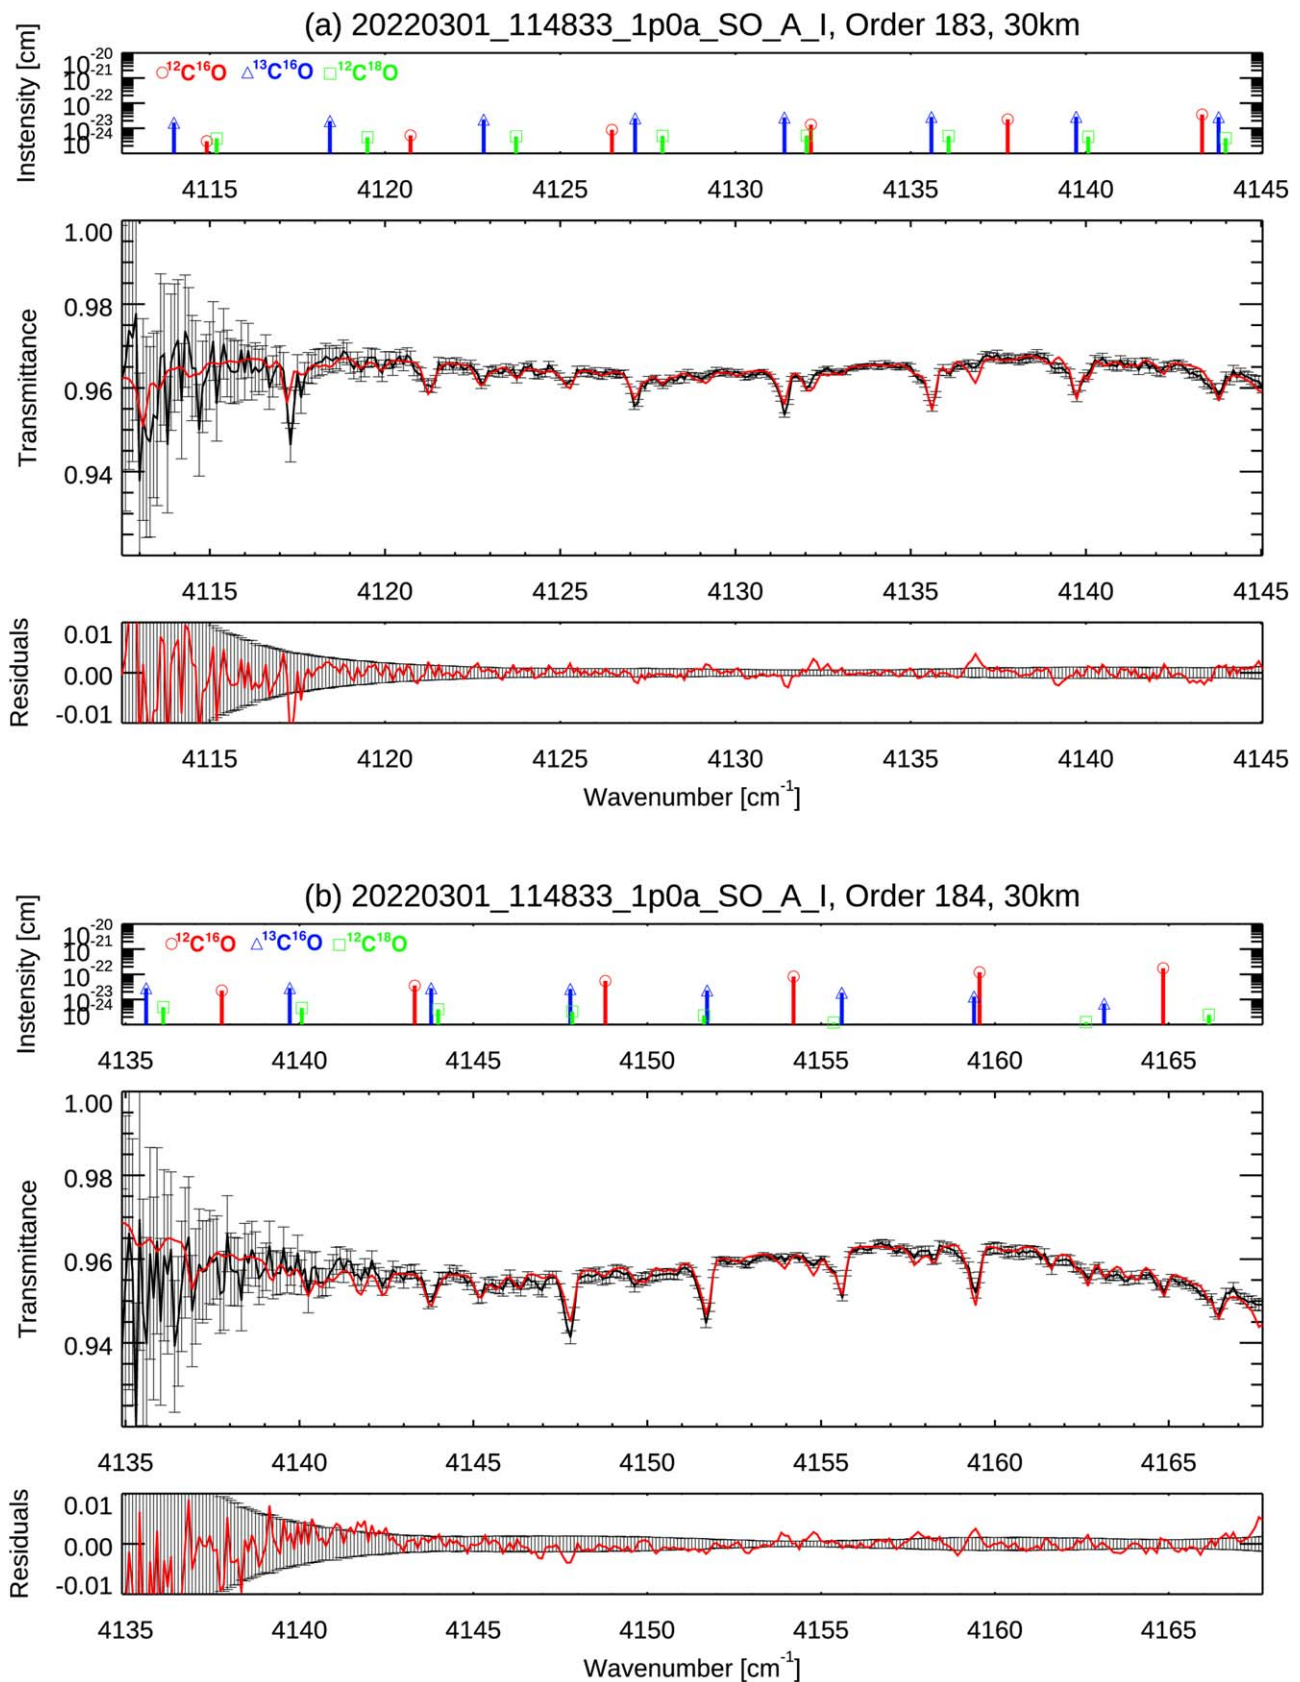 (a) 20220301_114833_1p0a_SO_A_I, Order 183, 30km
Instensity [cm]
10⁻²⁰
10⁻²¹
10⁻²³
10⁻²⁴
○¹²C¹⁶O △¹³C¹⁶O □¹²C¹⁸O
4115 4120 4125 4130 4135 4140 4145
Transmittance
1.00
0.98
0.96
0.94
4115 4120 4125 4130 4135 4140 4145
Residuals
0.01
0.00
-0.01
4115 4120 4125 4130 4135 4140 4145
Wavenumber [cm⁻¹]
(b) 20220301_114833_1p0a_SO_A_I, Order 184, 30km
Instensity [cm]
10⁻²⁰
10⁻²¹
10⁻²²
10⁻²³
10⁻²⁴
○¹²C¹⁶O △¹³C¹⁶O □¹²C¹⁸O
4135 4140 4145 4150 4155 4160 4165
Transmittance
1.00
0.98
0.96
0.94
4135 4140 4145 4150 4155 4160 4165
Residuals
0.01
0.00
-0.01
4135 4140 4145 4150 4155 4160 4165
Wavenumber [cm⁻¹]